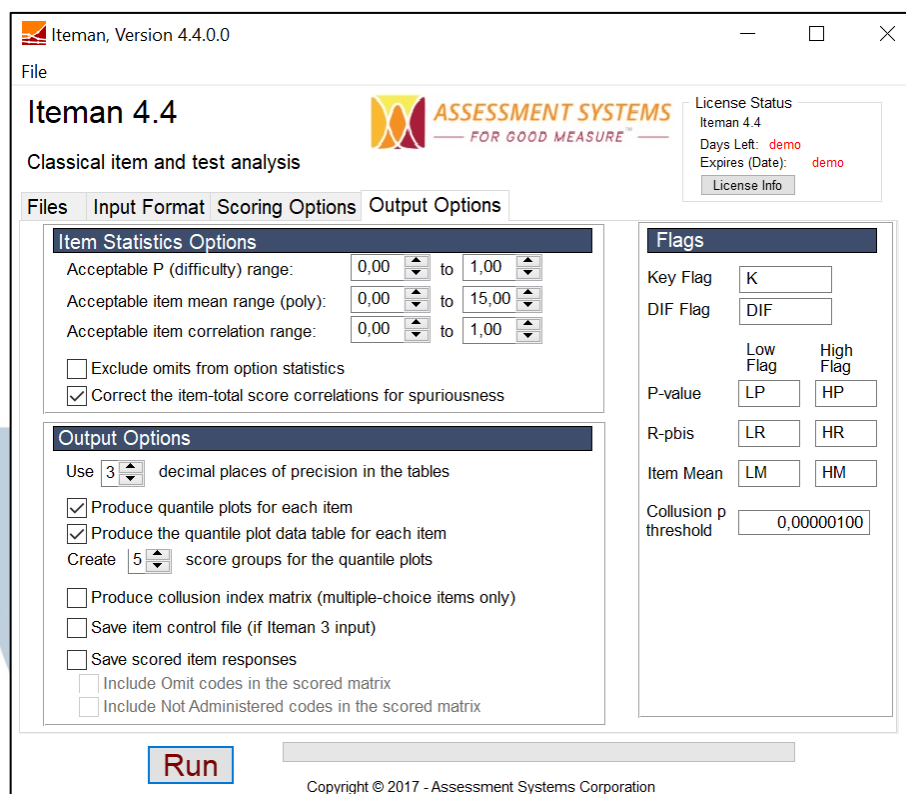 Iteman, Version 4.4.0.0
File
Iteman 4.4
Classical item and test analysis
ASSESSMENT SYSTEMS
FOR GOOD MEASURE™
License Status
Iteman 4.4
Days Left: demo
Expires (Date): demo
License Info
Files Input Format Scoring Options Output Options
Item Statistics Options
Acceptable P (difficulty) range: 0,00 to 1,00
Acceptable item mean range (poly): 0,00 to 15,00
Acceptable item correlation range: 0,00 to 1,00
Exclude omits from option statistics
Correct the item-total score correlations for spuriousness
Output Options
Use 3 decimal places of precision in the tables
Produce quantile plots for each item
Produce the quantile plot data table for each item
Create 5 score groups for the quantile plots
Produce collusion index matrix (multiple-choice items only)
Save item control file (if Iteman 3 input)
Save scored item responses
Include Omit codes in the scored matrix
Include Not Administered codes in the scored matrix
Flags
Key Flag K
DIF Flag DIF
Low High
Flag Flag
P-value LP HP
R-pbis LR HR
Item Mean LM HM
Collusion p
threshold 0,00000100
Run
Copyright © 2017 - Assessment Systems Corporation